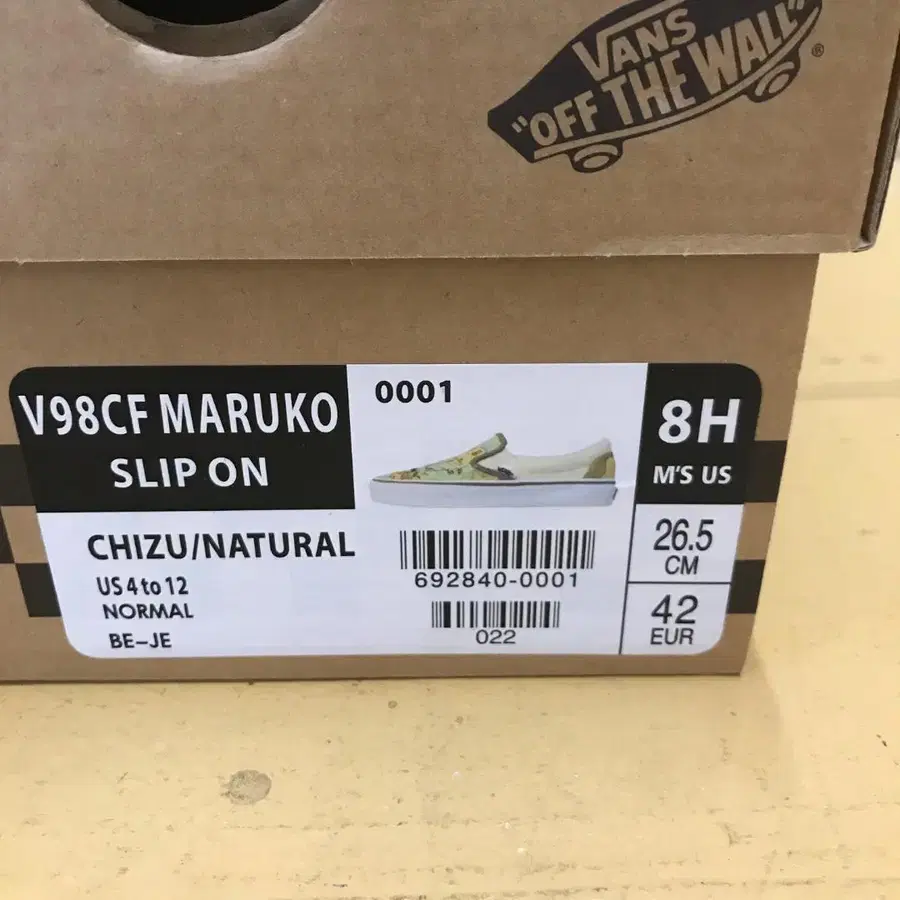 VANS
"OFF THE WALL"
®
V98CF MARUKO
SLIP ON
0001
8H
M'S US
CHIZU/NATURAL
US 4 to 12
NORMAL
BE-JE
692840-0001
022
26.5
CM
42
EUR